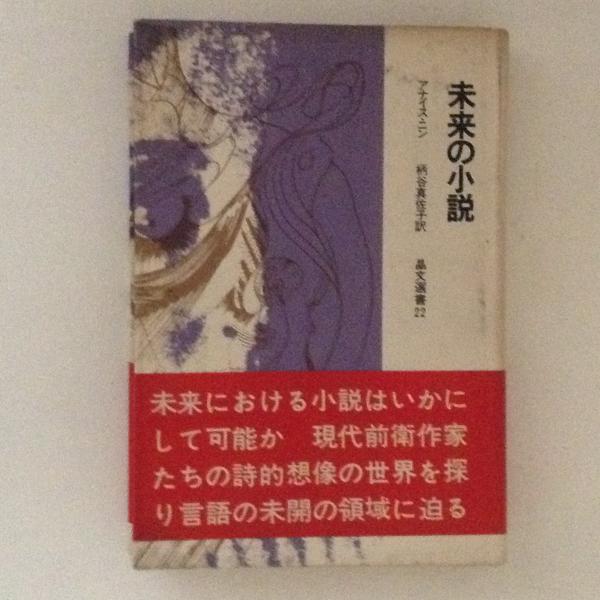 未来の小説
アナイス・ニン 柄谷真佐子訳 晶文選書22
未来における小説はいかに
して可能か 現代前衛作家
たちの詩的想像の世界を探
り言語の未開の領域に迫る